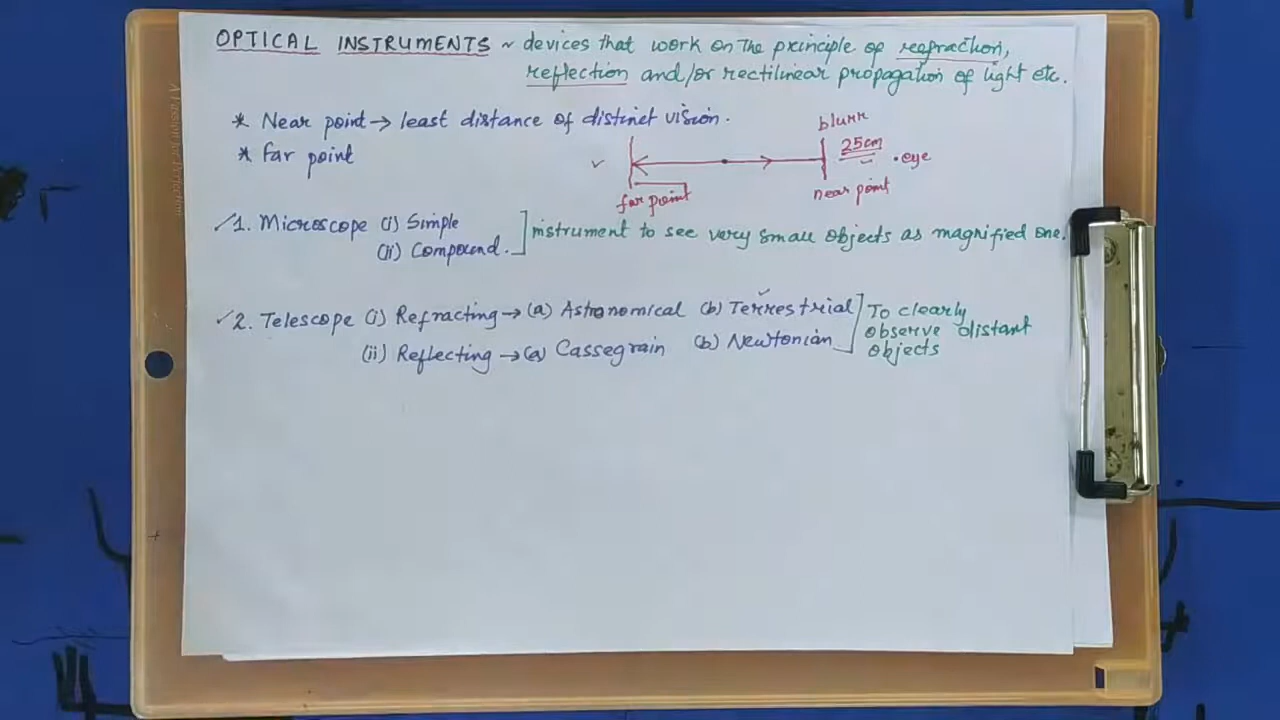 OPTICAL INSTRUMENTS ~ devices that work on the principle of refraction,
reflection and/or rectilinear propagation of light etc.
* Near point → least distance of distinct vision.
* Far point
blurr
25cm
.eye
far point
near point
✓1. Microscope (i) Simple
(ii) Compound.
instrument to see very small objects as magnified one.
✓2. Telescope (i) Refracting → (a) Astronomical (b) Terrestrial
(ii) Reflecting → (a) Cassegrain (b) Newtonian
To clearly
observe distant
objects
A Passion for Perfection